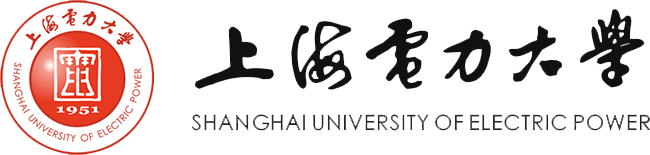 上海電力大學
1951
SHANGHAI UNIVERSITY OF ELECTRIC POWER
上海電力大學
SHANGHAI UNIVERSITY OF ELECTRIC POWER